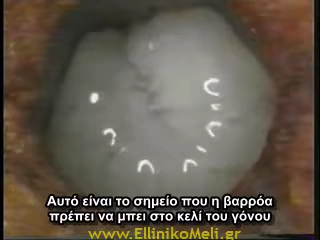 Αυτό είναι το σημείο που η βαρρόα
πρέπει να μπει στο κελί του γόνου
www.EllinikoMeli.gr